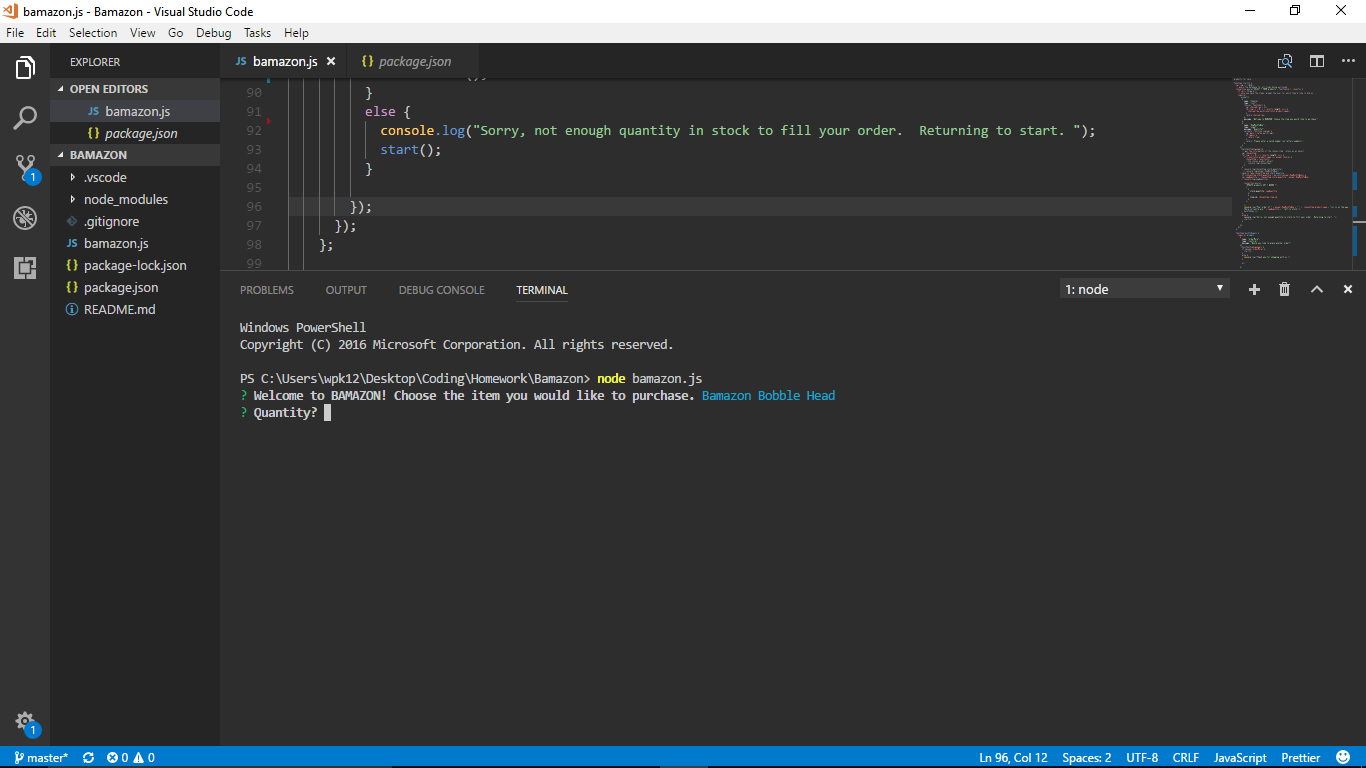 bamazon.js - Bamazon - Visual Studio Code
File Edit Selection View Go Debug Tasks Help
EXPLORER
OPEN EDITORS
JS bamazon.js
{} package.json
BAMAZON
.vscode
node_modules
.gitignore
JS bamazon.js
{} package-lock.json
{} package.json
README.md
1
1
JS bamazon.js
{} package.json
90 }
91 else {
92 console.log("Sorry, not enough quantity in stock to fill your order.  Returning to start. ");
93 start();
94 }
95
96 });
97 });
98 };
99
PROBLEMS OUTPUT DEBUG CONSOLE TERMINAL
1: node
Windows PowerShell
Copyright (C) 2016 Microsoft Corporation. All rights reserved.
PS C:\Users\wpk12\Desktop\Coding\Homework\Bamazon> node bamazon.js
? Welcome to BAMAZON! Choose the item you would like to purchase. Bamazon Bobble Head
? Quantity?
master* 0 0 Ln 96, Col 12 Spaces: 2 UTF-8 CRLF JavaScript Prettier